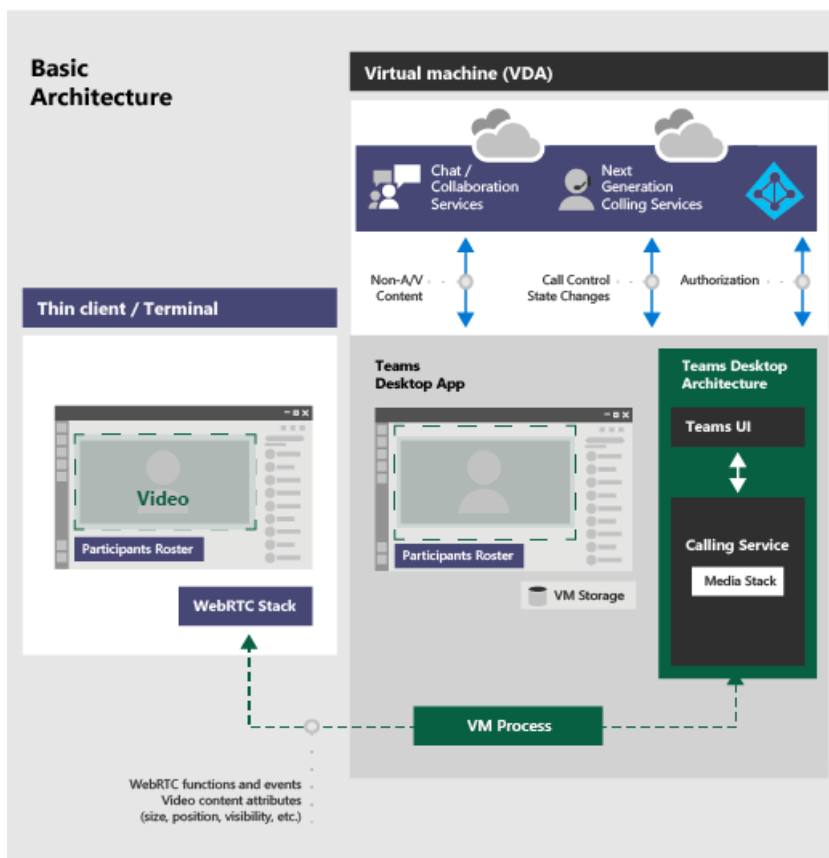 Basic
Architecture
Virtual machine (VDA)
Chat /
Collaboration
Services
Next
Generation
Colling Services
Non-A/V
Content
Call Control
State Changes
Authorization
Thin client / Terminal
Video
Participants Roster
WebRTC Stack
Teams
Desktop App
Participants Roster
VM Storage
Teams Desktop
Architecture
Teams UI
Calling Service
Media Stack
VM Process
WebRTC functions and events
Video content attributes
(size, position, visibility, etc.)